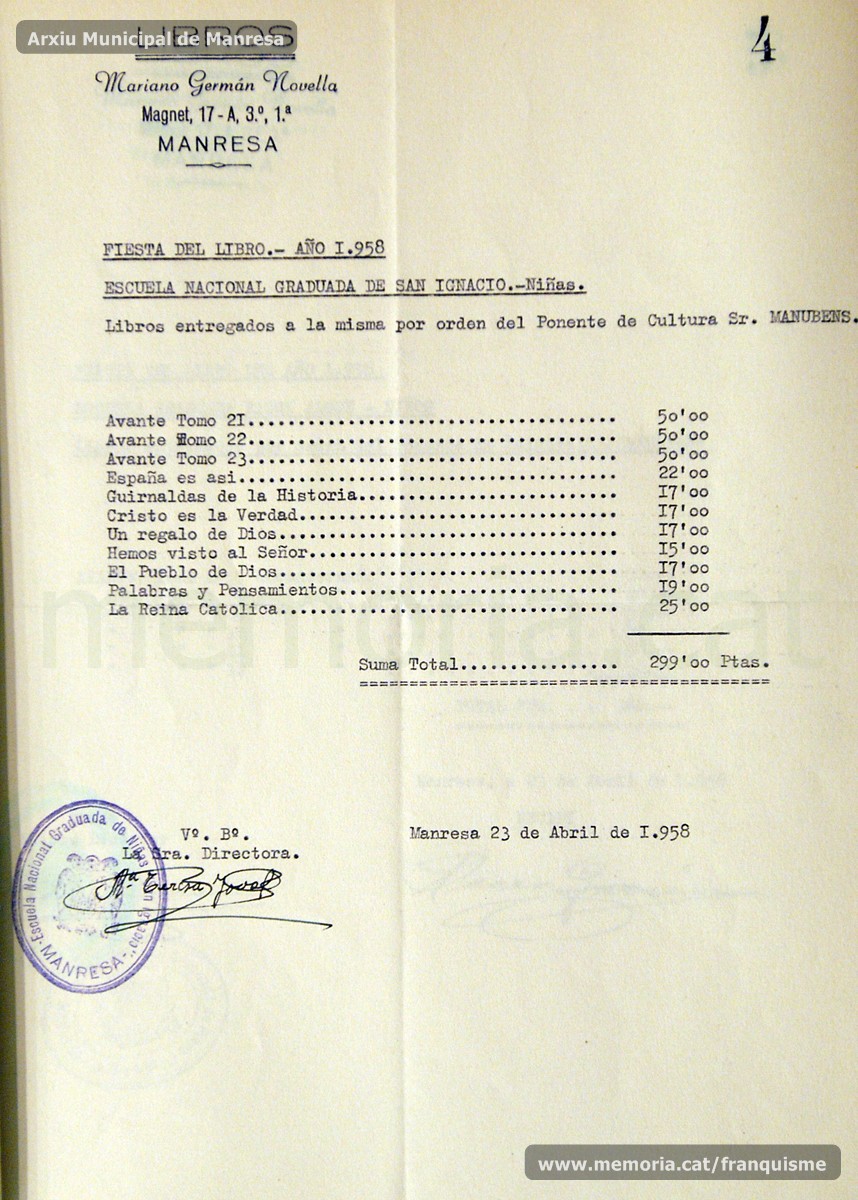 Arxiu Municipal de Manresa
LIBROS
4
Mariano Germán Novella
Magnet, 17 - A, 3.º, 1.ª
MANRESA
FIESTA DEL LIBRO.- AÑO I.958
ESCUELA NACIONAL GRADUADA DE SAN IGNACIO.-Niñas.
Libros entregados a la misma por orden del Ponente de Cultura Sr. MANUBENS.
Avante Tomo 2I..................................... 50'00
Avante Tomo 22..................................... 50'00
Avante Tomo 23..................................... 50'00
España es asi...................................... 22'00
Guirnaldas de la Historia.......................... I7'00
Cristo es la Verdad................................ I7'00
Un regalo de Dios.................................. I7'00
Hemos visto al Señor............................... I5'00
El Pueblo de Dios.................................. I7'00
Palabras y Pensamientos............................ I9'00
La Reina Catolica.................................. 25'00
memoria.cat
Suma Total................ 299'00 Ptas.
Vº. Bº.
La Sra. Directora.
Manresa 23 de Abril de I.958
Escuela Nacional Graduada de Niñas
MANRESA
www.memoria.cat/franquisme